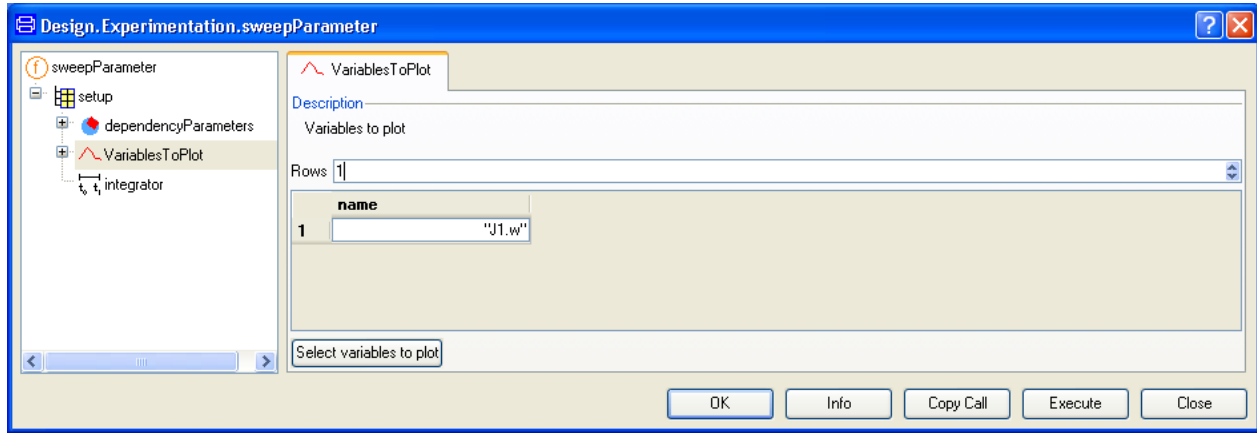 Design.Experimentation.sweepParameter
sweepParameter
setup
dependencyParameters
VariablesToPlot
integrator
VariablesToPlot
Description
Variables to plot
Rows 1
name
1 "J1.w"
Select variables to plot
OK Info Copy Call Execute Close